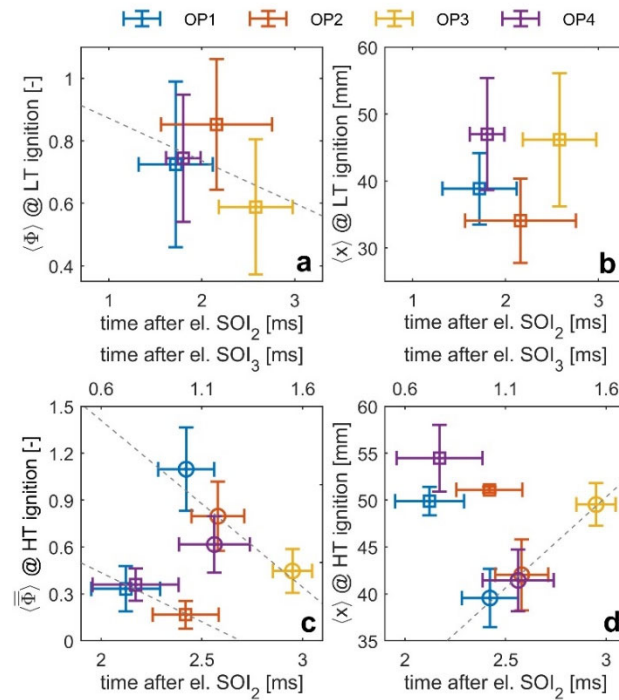 OP1 OP2 OP3 OP4
⟨Φ⟩ @ LT ignition [-]
1
0.8
0.6
0.4
a
1 2 3
time after el. SOI₂ [ms]
⟨x⟩ @ LT ignition [mm]
60
50
40
30
b
1 2 3
time after el. SOI₂ [ms]
time after el. SOI₃ [ms]
0.6 1.1 1.6
⟨Φ̿⟩ @ HT ignition [-]
1.5
1.2
0.9
0.6
0.3
0
c
2 2.5 3
time after el. SOI₂ [ms]
time after el. SOI₃ [ms]
0.6 1.1 1.6
⟨x⟩ @ HT ignition [mm]
60
55
50
45
40
35
d
2 2.5 3
time after el. SOI₂ [ms]